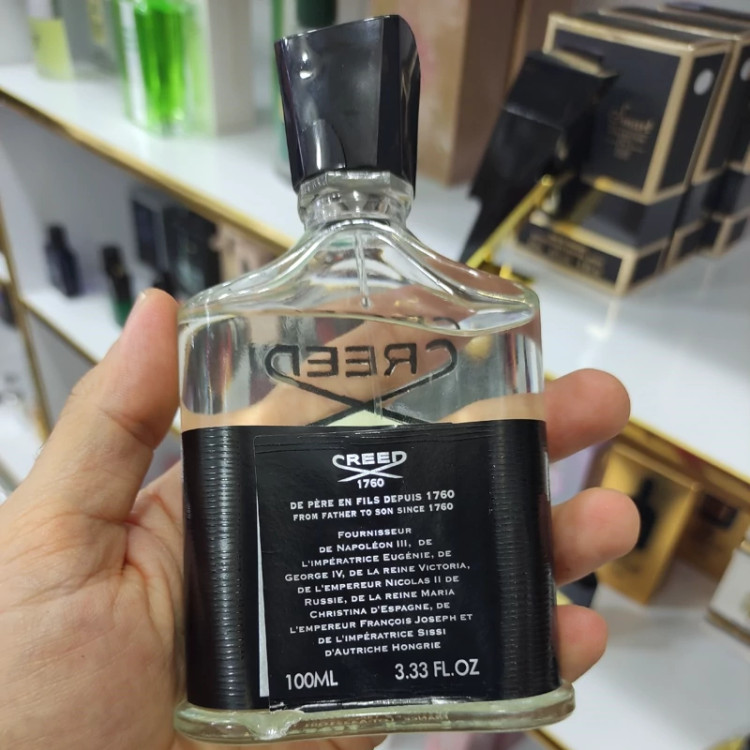 CREED
CREED
1760
DE PÈRE EN FILS DEPUIS 1760
FROM FATHER TO SON SINCE 1760
FOURNISSEUR
DE NAPOLÉON III, DE
L'IMPÉRATRICE EUGÉNIE, DE
GEORGE IV, DE LA REINE VICTORIA,
DE L'EMPEREUR NICOLAS II DE
RUSSIE, DE LA REINE MARIA
CHRISTINA D'ESPAGNE, DE
L'EMPEREUR FRANÇOIS JOSEPH ET
DE L'IMPÉRATRICE SISSI
D'AUTRICHE HONGRIE
100ML 3.33 FL.OZ